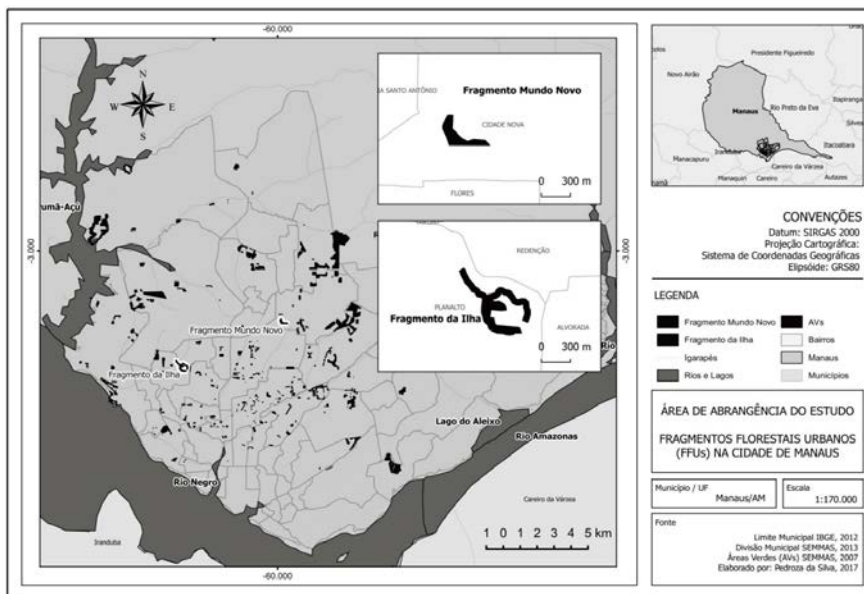 -60.000
N
W E
S
umã-Açú
-3.000
Fragmento Mundo Novo
Fragmento da Ilha
Rio Negro
Iranduba
Lago do Aleixo
Rio Amazonas
Rio
Careiro da Várzea
-3.000
1 0 1 2 3 4 5 km
-60.000
A SANTO ANTÔNIO
Fragmento Mundo Novo
CIDADE NOVA
FLORES
0 300 m
REDENÇÃO
PLANALTO
Fragmento da Ilha
ALVORADA
0 300 m
Presidente Figueiredo
Novo Airão
Rio Preto da Eva
Itapiranga
Manaus
Silves
Itacoatiara
Iranduba
Manacapuru
Careiro da Várzea
Manaquiri
Careiro
Autazes
CONVENÇÕES
Datum: SIRGAS 2000
Projeção Cartográfica:
Sistema de Coordenadas Geográficas
Elipsóide: GRS80
LEGENDA
Fragmento Mundo Novo
AVs
Fragmento da Ilha
Bairros
Igarapés
Manaus
Rios e Lagos
Municípios
ÁREA DE ABRANGÊNCIA DO ESTUDO
FRAGMENTOS FLORESTAIS URBANOS
(FFUs) NA CIDADE DE MANAUS
Município / UF
Manaus/AM
Escala
1:170.000
Fonte
Limite Municipal IBGE, 2012
Divisão Municipal SEMMAS, 2013
Áreas Verdes (AVs) SEMMAS, 2007
Elaborado por: Pedroza da Silva, 2017